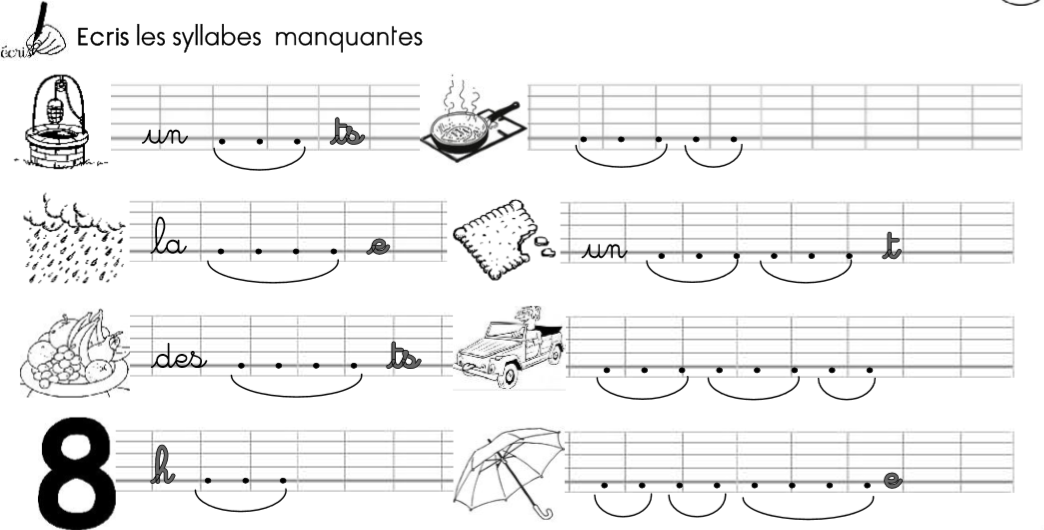 écris Ecris les syllabes manquantes
un . . . ts . . . . .
la . . . . e un . . . . . . t
des . . . . ts . . . . . . . .
8 h . . . . . . . . . . . e